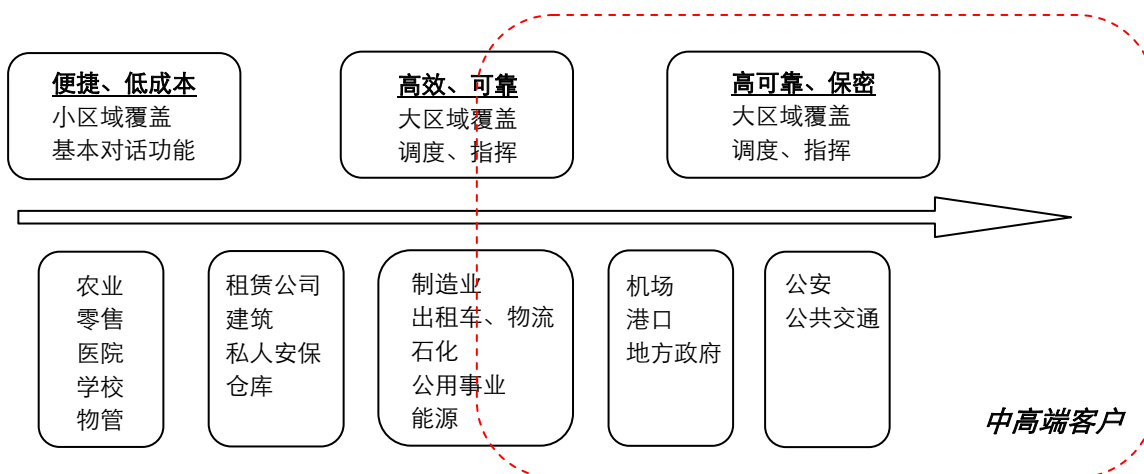 便捷、低成本
小区域覆盖
基本对话功能
高效、可靠
大区域覆盖
调度、指挥
高可靠、保密
大区域覆盖
调度、指挥
农业
零售
医院
学校
物管
租赁公司
建筑
私人安保
仓库
制造业
出租车、物流
石化
公用事业
能源
机场
港口
地方政府
公安
公共交通
中高端客户